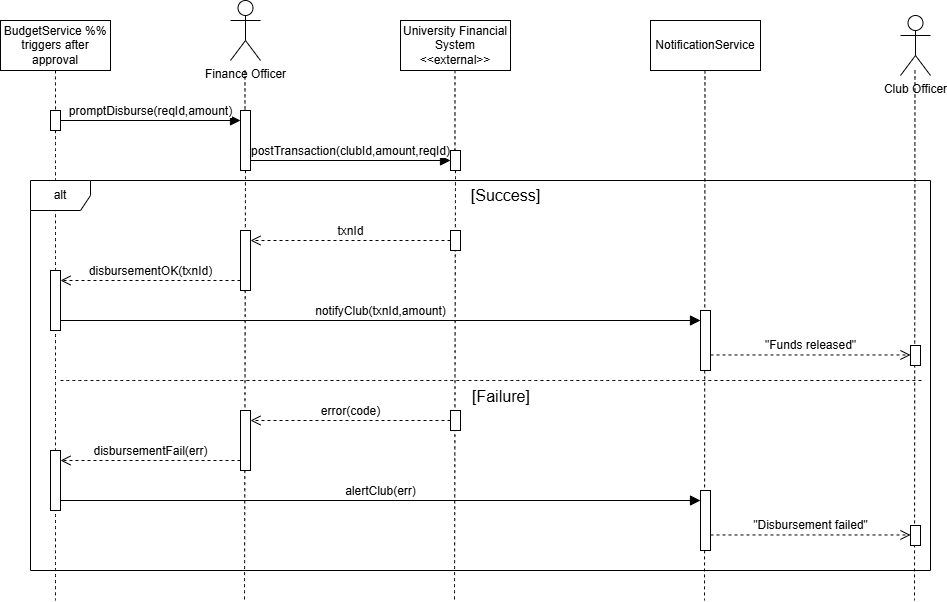 BudgetService %%
triggers after
approval
Finance Officer
University Financial
System
<<external>>
NotificationService
Club Officer
promptDisburse(reqId,amount)
postTransaction(clubId,amount,reqId)
alt
[Success]
txnId
disbursementOK(txnId)
notifyClub(txnId,amount)
"Funds released"
[Failure]
error(code)
disbursementFail(err)
alertClub(err)
"Disbursement failed"